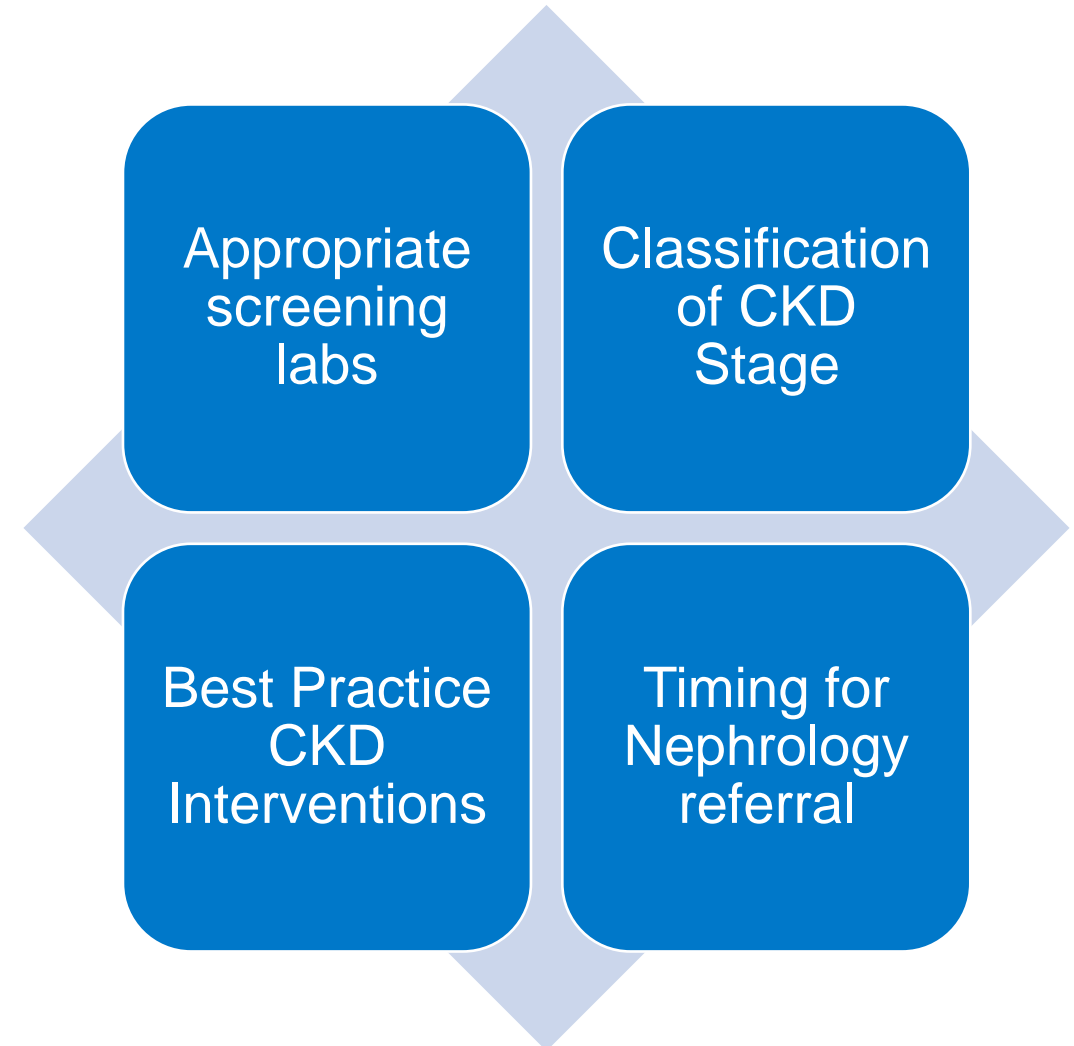 Appropriate
screening
labs
Classification
of CKD
Stage
Best Practice
CKD
Interventions
Timing for
Nephrology
referral